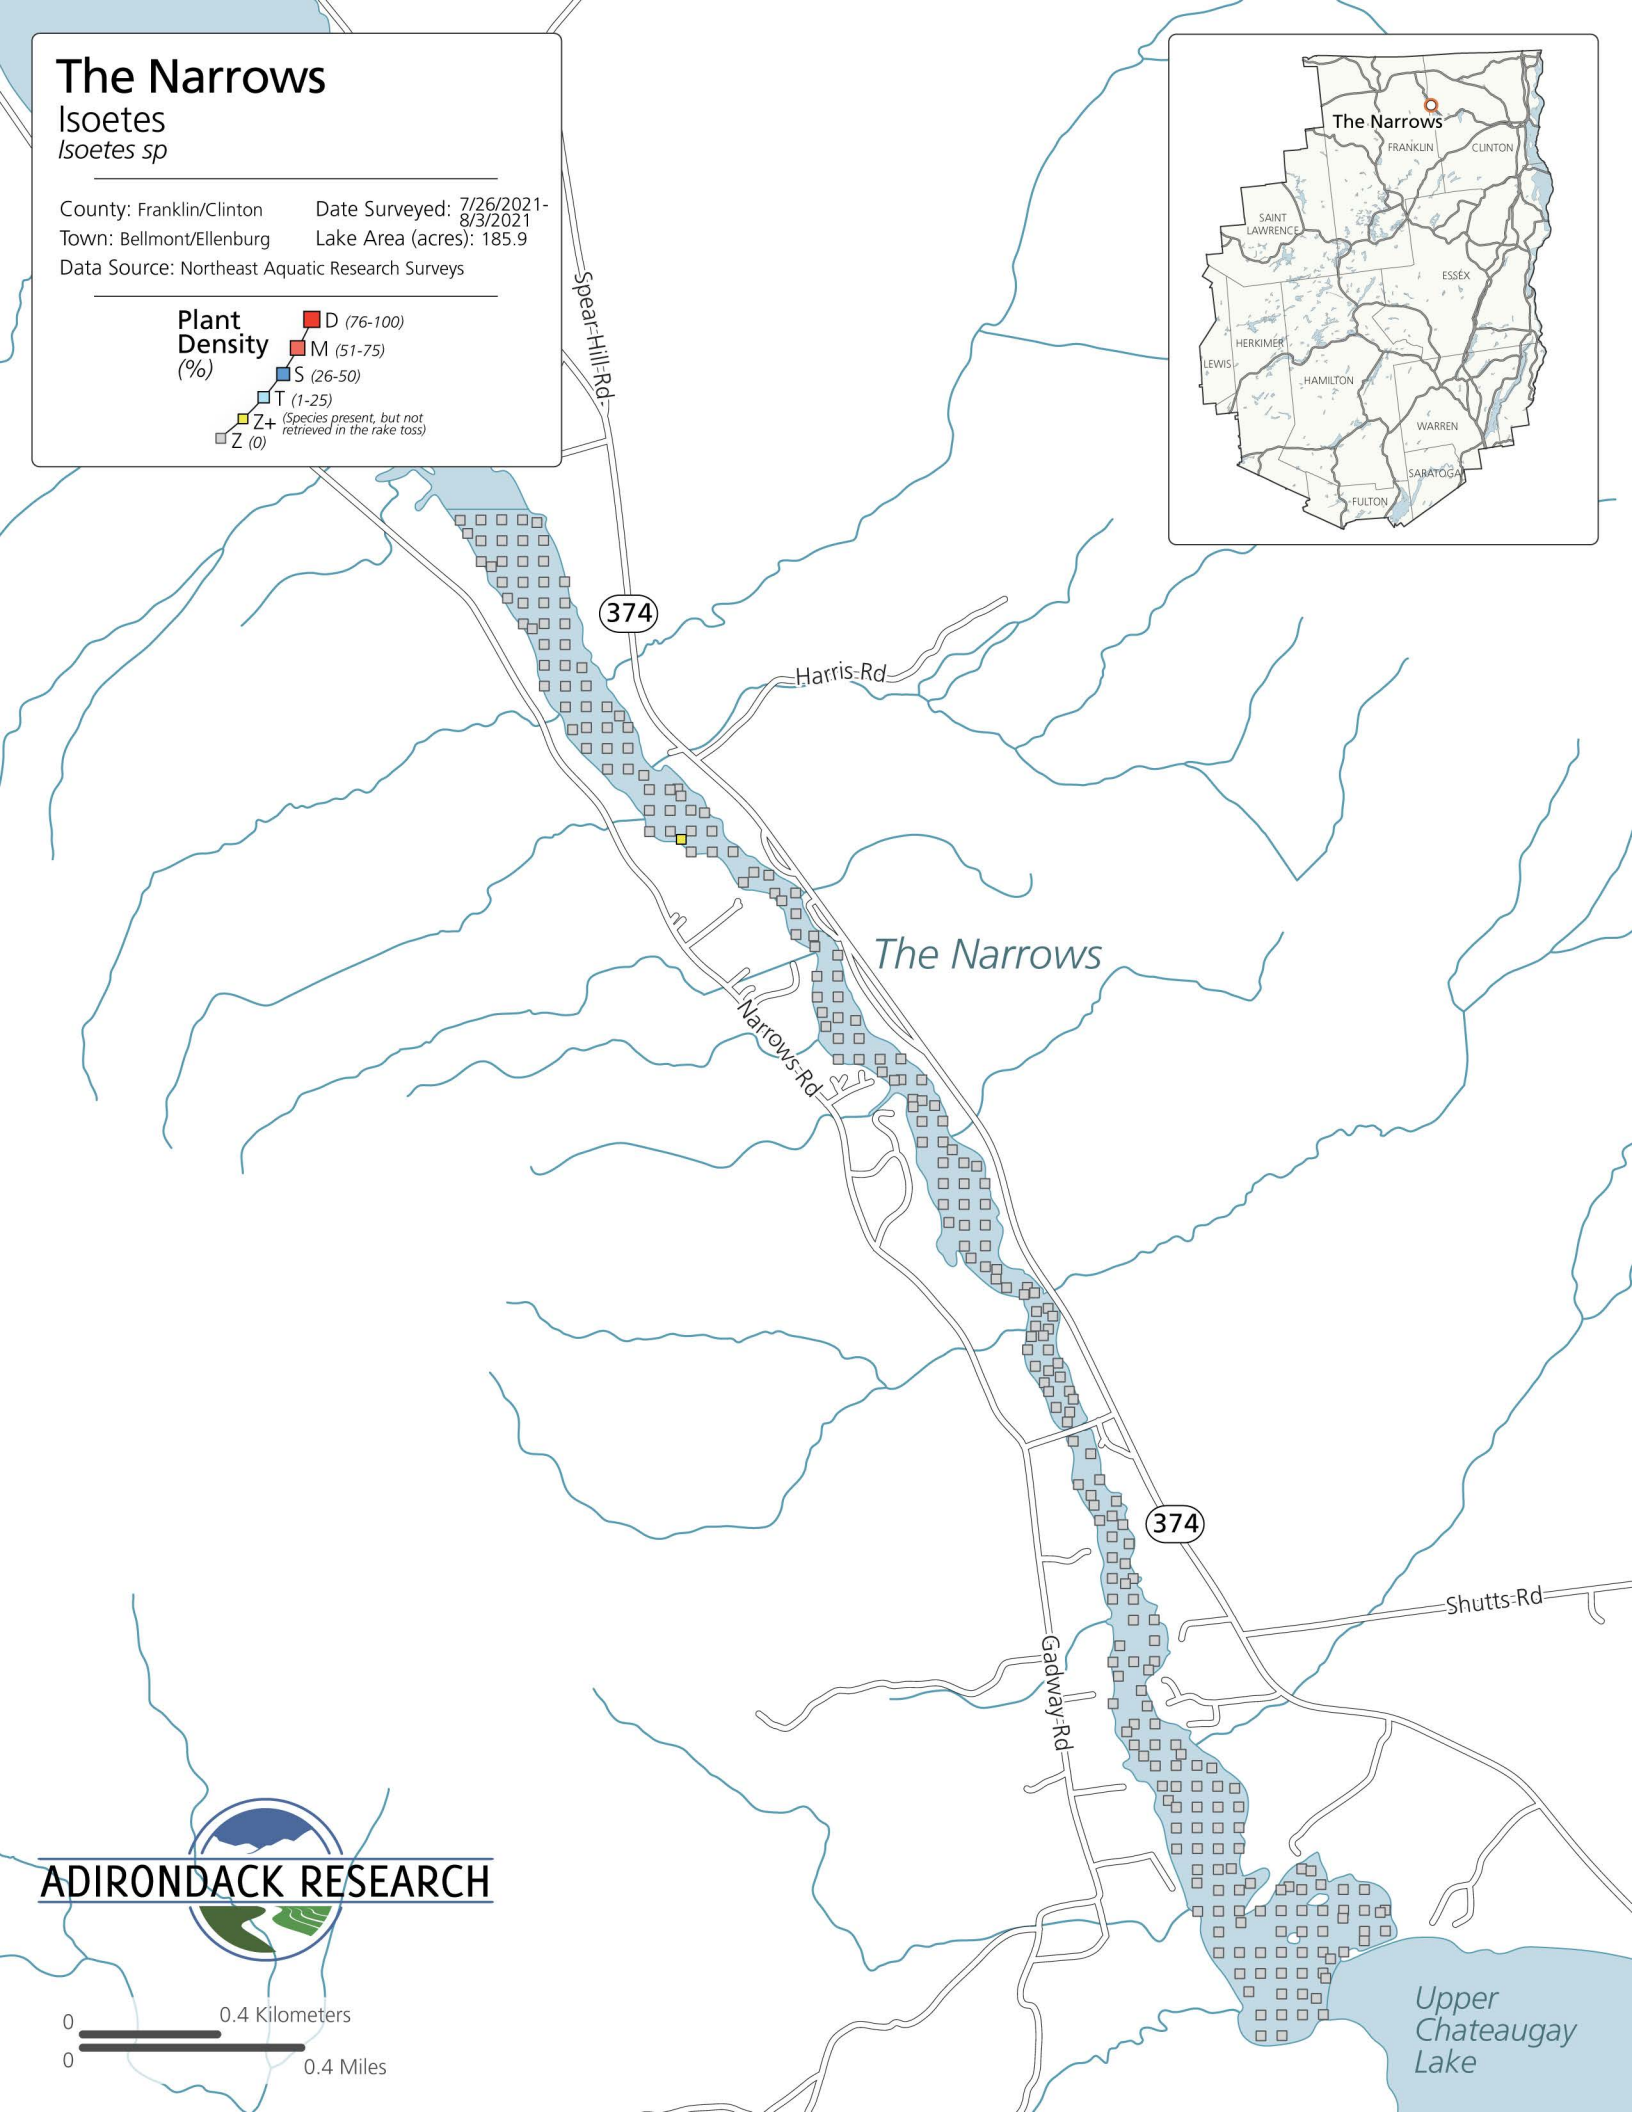 The Narrows
Isoetes
Isoetes sp
County: Franklin/Clinton
Date Surveyed: 7/26/2021-
8/3/2021
Town: Bellmont/Ellenburg
Lake Area (acres): 185.9
Data Source: Northeast Aquatic Research Surveys
Plant
Density
(%)
D (76-100)
M (51-75)
S (26-50)
T (1-25)
Z+ (Species present, but not
retrieved in the rake toss)
Z (0)
The Narrows
FRANKLIN
CLINTON
SAINT
LAWRENCE
ESSEX
HERKIMER
LEWIS
HAMILTON
WARREN
SARATOGA
FULTON
Spear-Hill-Rd-
374
Harris-Rd
The Narrows
Narrows-Rd
374
Shutts-Rd
Gadway-Rd
ADIRONDACK RESEARCH
0 0.4 Kilometers
0 0.4 Miles
Upper
Chateaugay
Lake